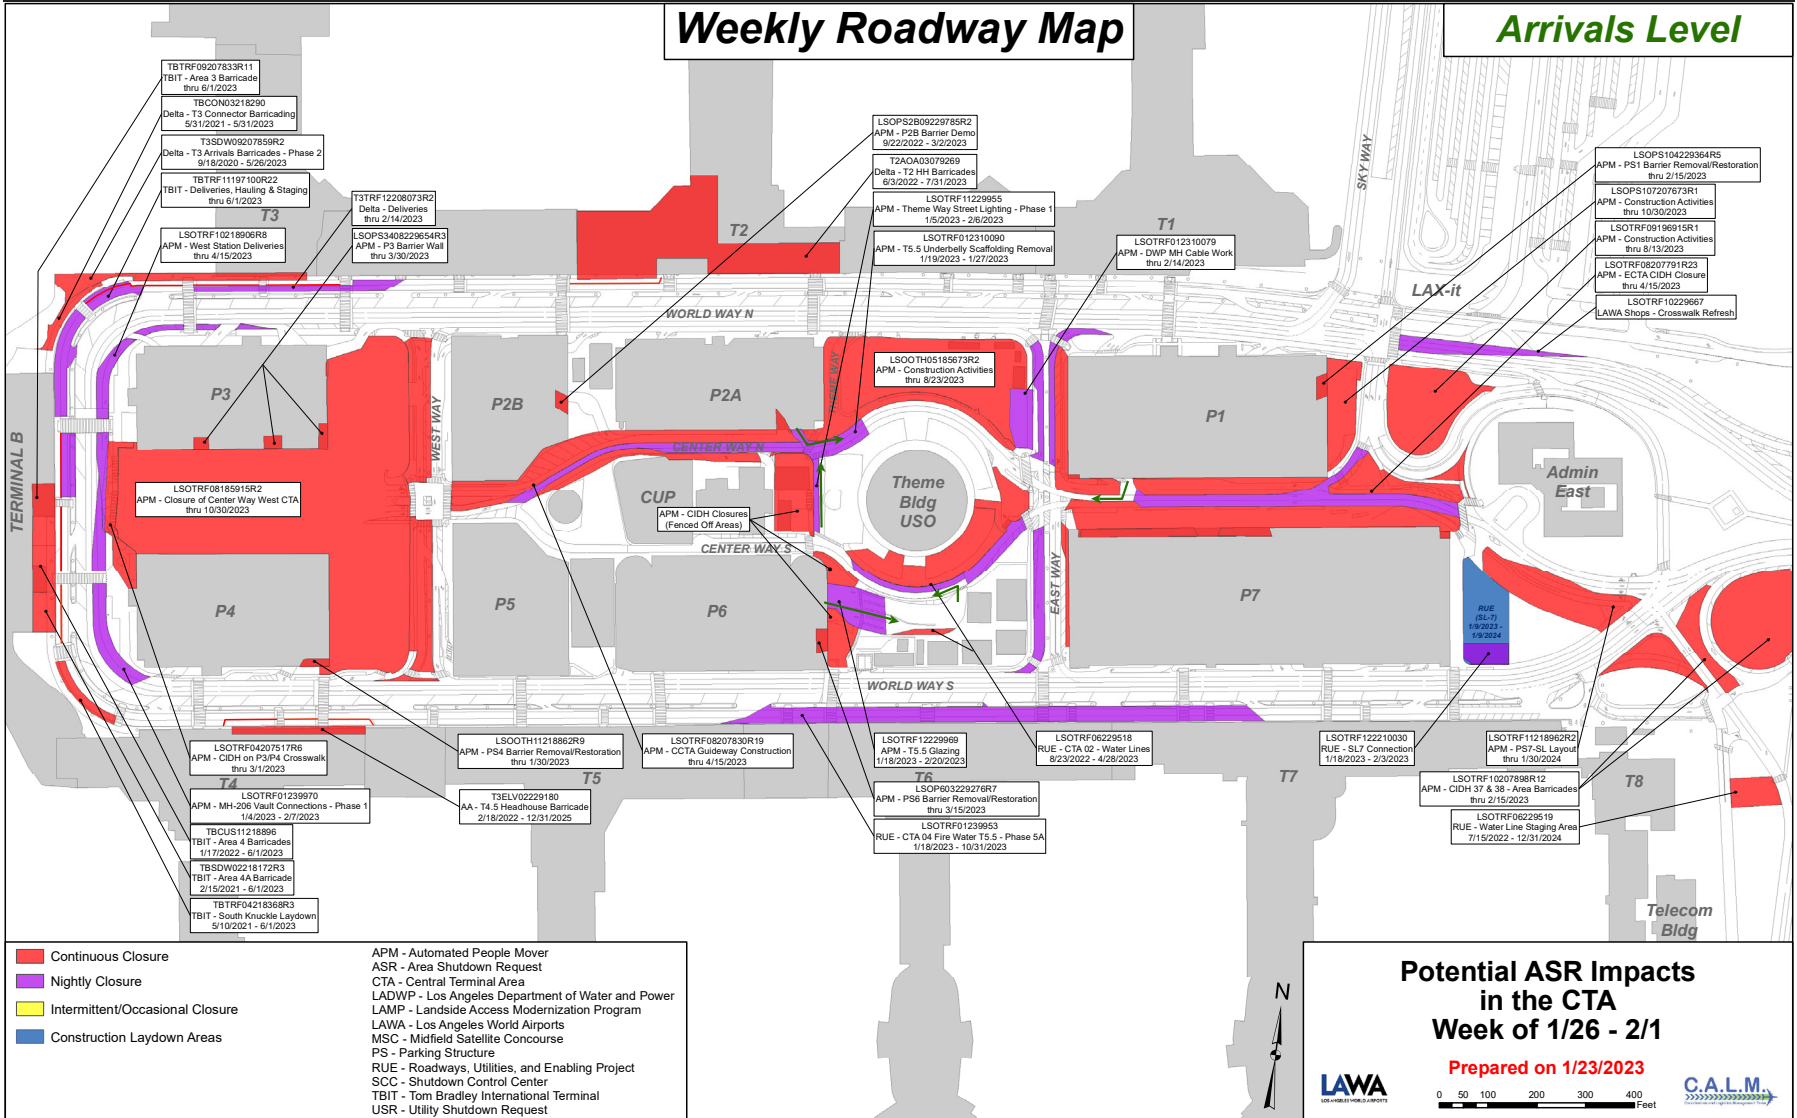 Weekly Roadway Map
Arrivals Level
TBTRF09207833R11
TBIT - Area 3 Barricade
thru 6/1/2023
TBCON03218290
Delta - T3 Connector Barricading
5/31/2021 - 5/31/2023
T3SDW09207859R2
Delta - T3 Arrivals Barricades - Phase 2
9/18/2020 - 5/26/2023
TBTRF11197100R22
TBIT - Deliveries, Hauling & Staging
thru 6/1/2023
LSOTRF10218906R8
APM - West Station Deliveries
thru 4/15/2023
T3TRF12208073R2
Delta - Deliveries
thru 2/14/2023
LSOPS3408229654R3
APM - P3 Barrier Wall
thru 3/30/2023
LSOPS2B09229785R2
APM - P2B Barrier Demo
9/22/2022 - 3/2/2023
T2AOA03079269
Delta - T2 HH Barricades
6/3/2022 - 7/31/2023
LSOTRF11229955
APM - Theme Way Street Lighting - Phase 1
1/5/2023 - 2/6/2023
LSOTRF012310090
APM - T5.5 Underbelly Scaffolding Removal
1/19/2023 - 1/27/2023
LSOTRF012310079
APM - DWP MH Cable Work
thru 2/14/2023
LSOPS104229364R5
APM - PS1 Barrier Removal/Restoration
thru 2/15/2023
LSOPS107207673R1
APM - Construction Activities
thru 10/30/2023
LSOTRF09196915R1
APM - Construction Activities
thru 8/13/2023
LSOTRF08207791R23
APM - ECTA CIDH Closure
thru 4/15/2023
LSOTRF10229667
LAWA Shops - Crosswalk Refresh
T3
T2
T1
SKY WAY
LAX-it
WORLD WAY N
LSOOTH05185673R2
APM - Construction Activities
thru 8/23/2023
P3
P2B
P2A
P1
WEST WAY
THEME WAY
CENTER WAY N
TERMINAL B
LSOTRF08185915R2
APM - Closure of Center Way West CTA
thru 10/30/2023
CUP
Theme
Bldg
USO
Admin
East
APM - CIDH Closures
(Fenced Off Areas)
CENTER WAY S
EAST WAY
P4
P5
P6
P7
RUE
(SL-7)
1/9/2023 -
1/9/2024
WORLD WAY S
LSOTRF04207517R6
APM - CIDH on P3/P4 Crosswalk
thru 3/1/2023
LSOOTH11218862R9
APM - PS4 Barrier Removal/Restoration
thru 1/30/2023
LSOTRF08207830R19
APM - CCTA Guideway Construction
thru 4/15/2023
LSOTRF12229969
APM - T5.5 Glazing
1/18/2023 - 2/20/2023
LSOTRF06229518
RUE - CTA 02 - Water Lines
8/23/2022 - 4/28/2023
LSOTRF122210030
RUE - SL7 Connection
1/18/2023 - 2/3/2023
LSOTRF11218962R2
APM - PS7-SL Layout
thru 1/30/2024
T4
T5
T6
T7
T8
LSOTRF01239970
APM - MH-206 Vault Connections - Phase 1
1/4/2023 - 2/7/2023
T3ELV02229180
AA - T4.5 Headhouse Barricade
2/18/2022 - 12/31/2025
LSOP603229276R7
APM - PS6 Barrier Removal/Restoration
thru 3/15/2023
LSOTRF10207898R12
APM - CIDH 37 & 38 - Area Barricades
thru 2/15/2023
TBCUS11218896
TBIT - Area 4 Barricades
1/17/2022 - 6/1/2023
LSOTRF01239953
RUE - CTA 04 Fire Water T5.5 - Phase 5A
1/18/2023 - 10/31/2023
LSOTRF06229519
RUE - Water Line Staging Area
7/15/2022 - 12/31/2024
TBSDW02218172R3
TBIT - Area 4A Barricade
2/15/2021 - 6/1/2023
TBTRF04218368R3
TBIT - South Knuckle Laydown
5/10/2021 - 6/1/2023
Telecom
Bldg
Continuous Closure
Nightly Closure
Intermittent/Occasional Closure
Construction Laydown Areas
APM - Automated People Mover
ASR - Area Shutdown Request
CTA - Central Terminal Area
LADWP - Los Angeles Department of Water and Power
LAMP - Landside Access Modernization Program
LAWA - Los Angeles World Airports
MSC - Midfield Satellite Concourse
PS - Parking Structure
RUE - Roadways, Utilities, and Enabling Project
SCC - Shutdown Control Center
TBIT - Tom Bradley International Terminal
USR - Utility Shutdown Request
N
Potential ASR Impacts
in the CTA
Week of 1/26 - 2/1
Prepared on 1/23/2023
LAWA
LOS ANGELES WORLD AIRPORTS
0 50 100 200 300 400
Feet
C.A.L.M.